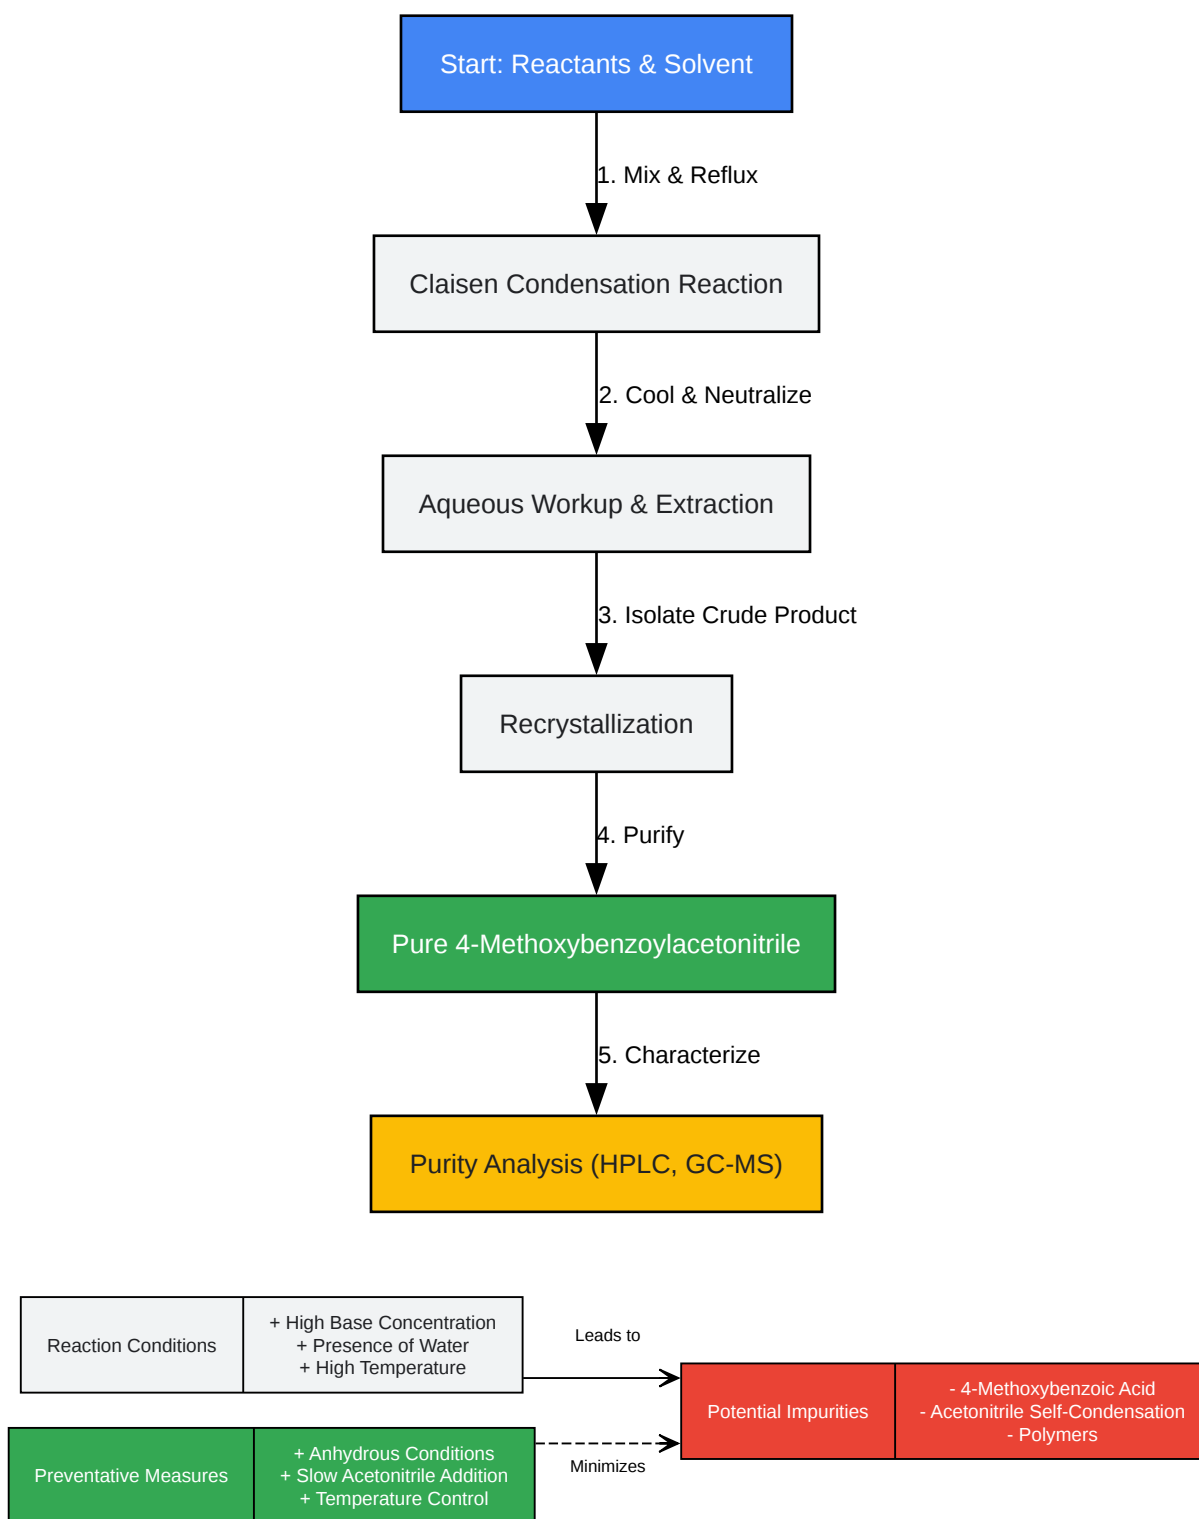 Start: Reactants & Solvent
1. Mix & Reflux
Claisen Condensation Reaction
2. Cool & Neutralize
Aqueous Workup & Extraction
3. Isolate Crude Product
Recrystallization
4. Purify
Pure 4-Methoxybenzoylacetonitrile
5. Characterize
Purity Analysis (HPLC, GC-MS)
Reaction Conditions
+ High Base Concentration
+ Presence of Water
+ High Temperature
Leads to
Potential Impurities
- 4-Methoxybenzoic Acid
- Acetonitrile Self-Condensation
- Polymers
Preventative Measures
+ Anhydrous Conditions
+ Slow Acetonitrile Addition
+ Temperature Control
Minimizes